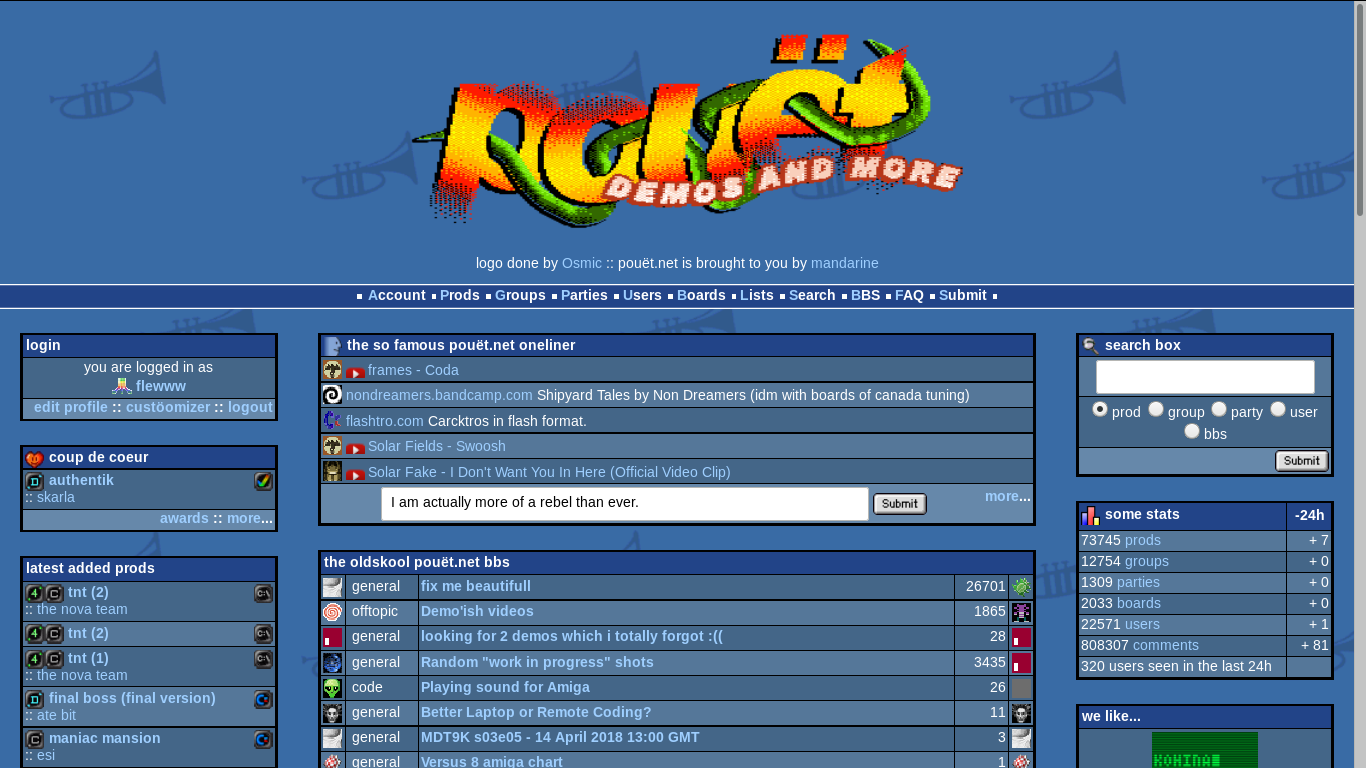 pouët
DEMOS AND MORE
logo done by Osmic :: pouët.net is brought to you by mandarine
Account Prods Groups Parties Users Boards Lists Search BBS FAQ Submit
login
you are logged in as
flewww
edit profile :: custöomizer :: logout
coup de coeur
authentik
:: skarla
awards :: more...
latest added prods
tnt (2)
:: the nova team
tnt (2)
tnt (1)
:: the nova team
final boss (final version)
:: ate bit
maniac mansion
:: esi
the so famous pouët.net oneliner
frames - Coda
nondreamers.bandcamp.com Shipyard Tales by Non Dreamers (idm with boards of canada tuning)
flashtro.com Carcktros in flash format.
Solar Fields - Swoosh
Solar Fake - I Don't Want You In Here (Official Video Clip)
I am actually more of a rebel than ever. Submit more...
the oldskool pouët.net bbs
general fix me beautifull 26701
offtopic Demo'ish videos 1865
general looking for 2 demos which i totally forgot :(( 28
general Random "work in progress" shots 3435
code Playing sound for Amiga 26
general Better Laptop or Remote Coding? 11
general MDT9K s03e05 - 14 April 2018 13:00 GMT 3
general Versus 8 amiga chart 1
search box
prod group party user
bbs
Submit
some stats -24h
73745 prods + 7
12754 groups + 0
1309 parties + 0
2033 boards + 0
22571 users + 1
808307 comments + 81
320 users seen in the last 24h
we like...